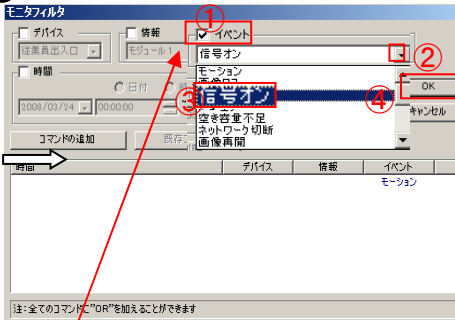 モニタフィルタ
①
デバイス
情報
イベント
従業員出入口
モジュール1
信号オン
②
時間
モーション
OK
日付
③
信号オン
④
2008/03/24
00:00:00
空き容量不足
キャンセル
ネットワーク切断
コマンドの追加
既存
画像再開
時間
デバイス
情報
イベント
モーション
注:全てのコマンドに"OR"を加えることができます